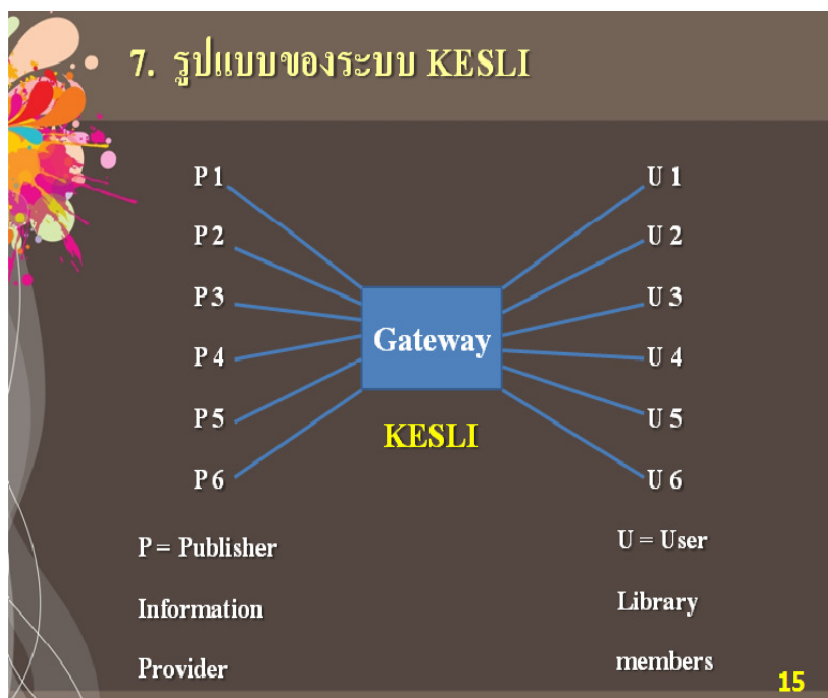 7. รูปแบบของระบบ KESLI
P 1
U 1
P 2
U 2
P 3
U 3
Gateway
P 4
U 4
P 5
U 5
KESLI
P 6
U 6
P = Publisher
U = User
Information
Library
Provider
members
15